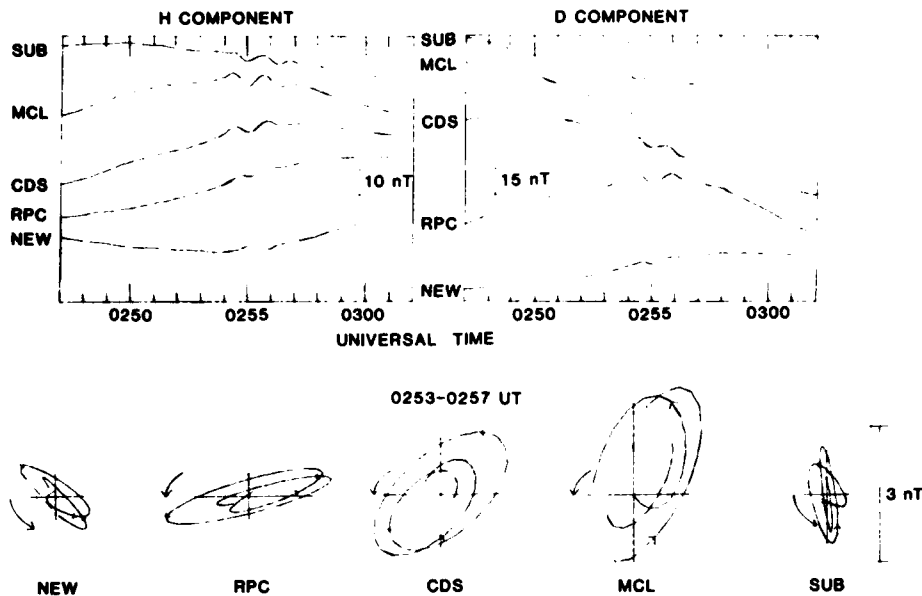 H COMPONENT
D COMPONENT
SUB
MCL
CDS
RPC
NEW
10 nT
SUB
MCL
CDS
15 nT
RPC
NEW
0250 0255 0300
0250 0255 0300
UNIVERSAL TIME
0253-0257 UT
3 nT
NEW RPC CDS MCL SUB